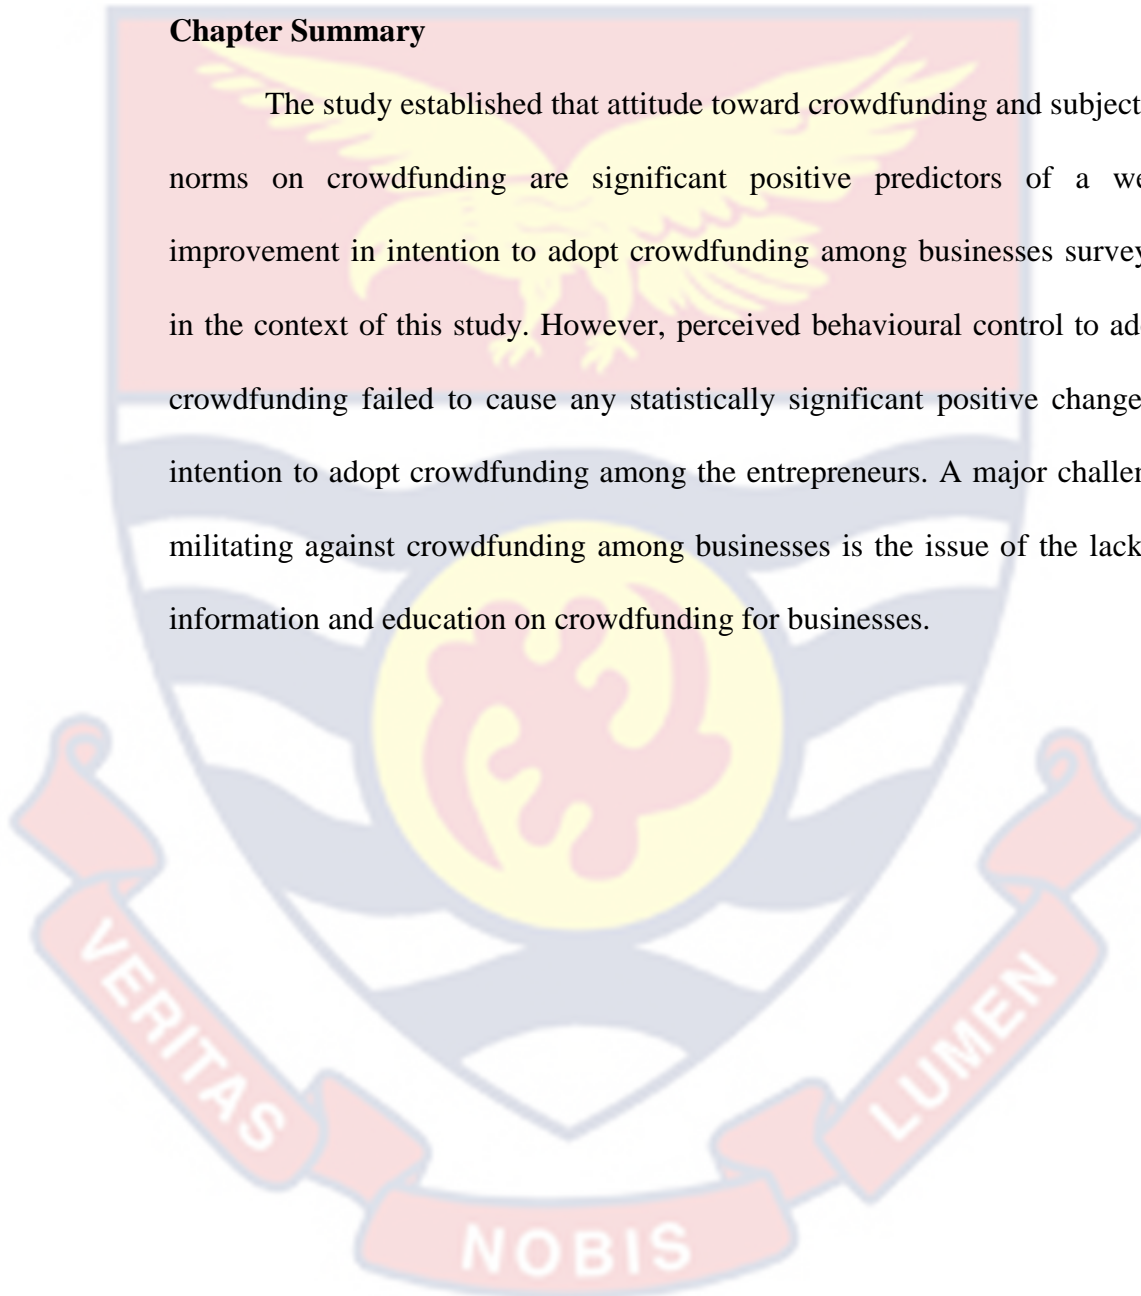 Chapter Summary
The study established that attitude toward crowdfunding and subject
norms on crowdfunding are significant positive predictors of a we
improvement in intention to adopt crowdfunding among businesses survey
in the context of this study. However, perceived behavioural control to ad
crowdfunding failed to cause any statistically significant positive change
intention to adopt crowdfunding among the entrepreneurs. A major challen
militating against crowdfunding among businesses is the issue of the lack
information and education on crowdfunding for businesses.
VERITAS
NOBIS
LUMEN